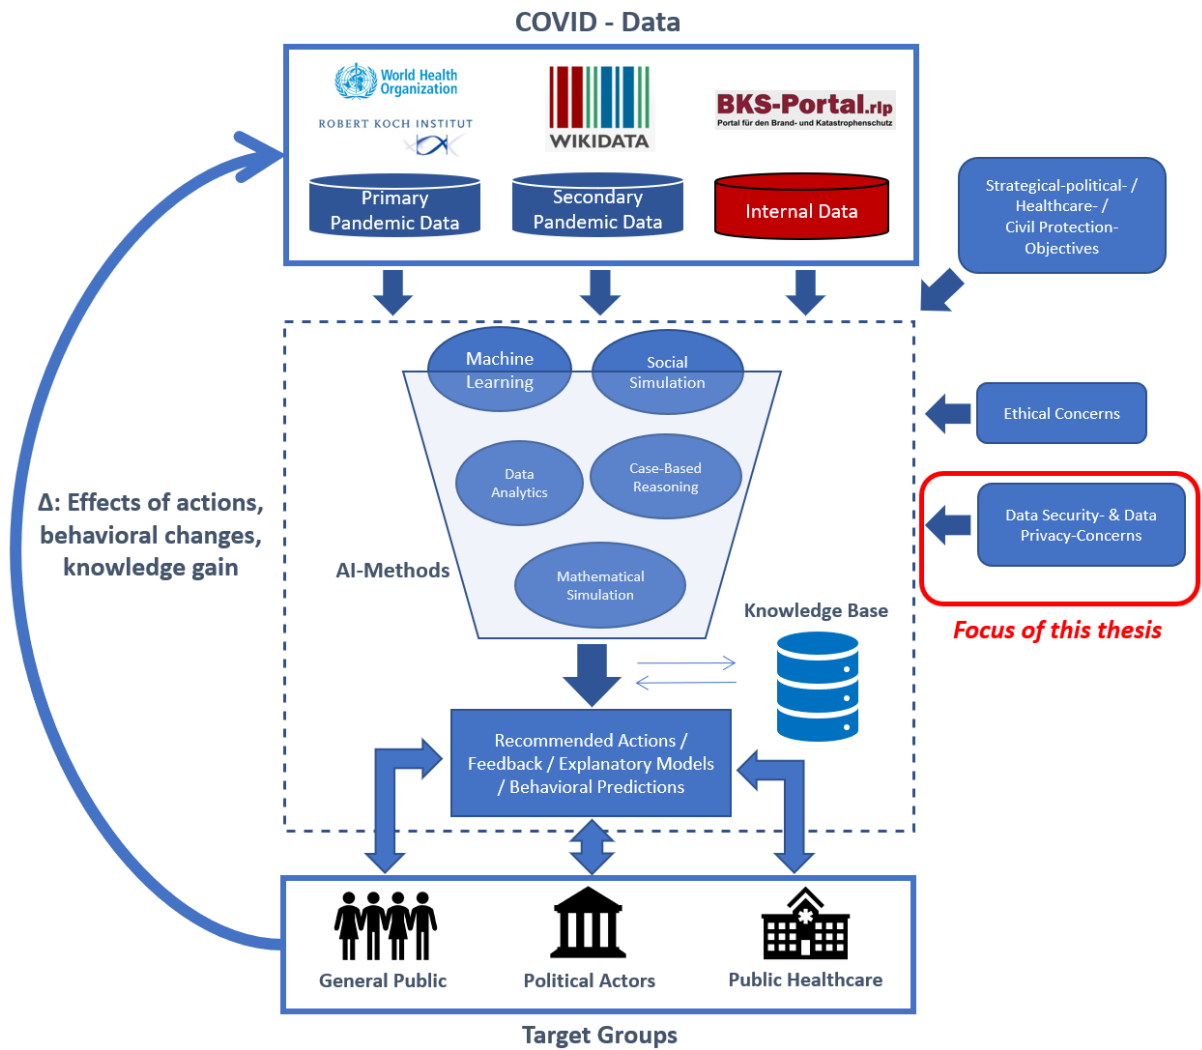 COVID - Data
World Health
Organization
ROBERT KOCH INSTITUT
WIKIDATA
BKS-Portal.rlp
Portal für den Brand- und Katastrophenschutz
Primary
Pandemic Data
Secondary
Pandemic Data
Internal Data
Strategical-political- /
Healthcare- /
Civil Protection-
Objectives
Machine
Learning
Social
Simulation
Ethical Concerns
Data
Analytics
Case-Based
Reasoning
Data Security- & Data
Privacy-Concerns
Δ: Effects of actions,
behavioral changes,
knowledge gain
AI-Methods
Mathematical
Simulation
Knowledge Base
Focus of this thesis
Recommended Actions /
Feedback / Explanatory Models
/ Behavioral Predictions
General Public
Political Actors
Public Healthcare
Target Groups